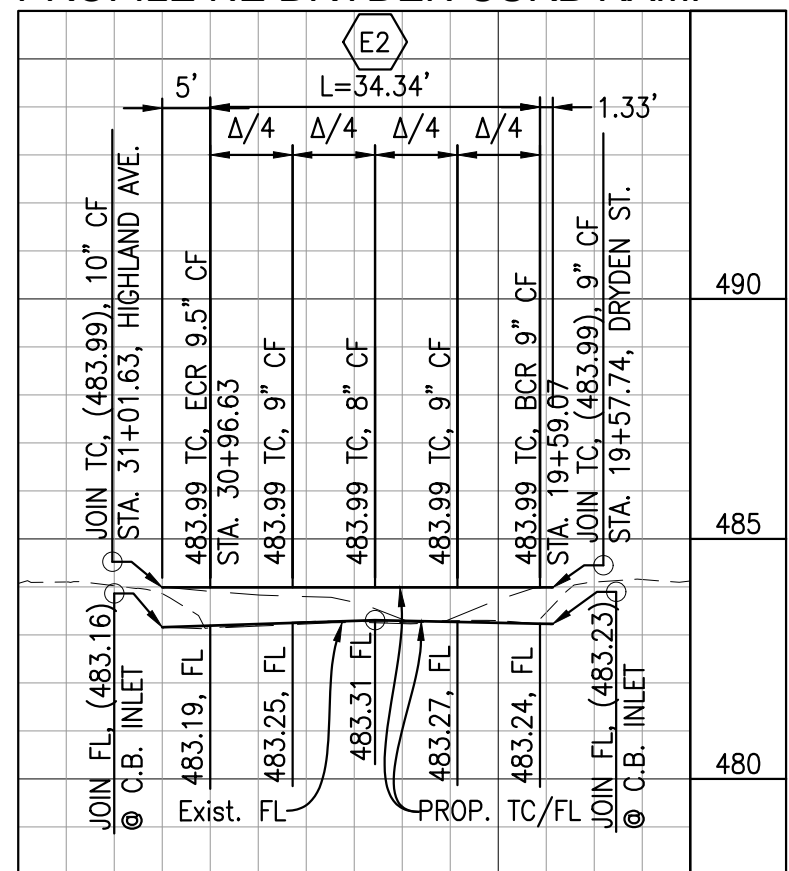 E2
5'
L=34.34'
1.33'
Δ/4
Δ/4
Δ/4
Δ/4
JOIN TC, (483.99), 10" CF
STA. 31+01.63, HIGHLAND AVE.
483.99 TC, ECR 9.5" CF
STA. 30+96.63
483.99 TC, 9" CF
483.99 TC, 8" CF
483.99 TC, 9" CF
483.99 TC, BCR 9" CF
STA. 19+59.07
JOIN TC, (483.99), 9" CF
STA. 19+57.74, DRYDEN ST.
490
485
480
JOIN FL, (483.16)
@ C.B. INLET
483.19, FL
483.25, FL
483.31 FL
483.27, FL
483.24, FL
JOIN FL, (483.23)
@ C.B. INLET
Exist. FL
PROP. TC/FL